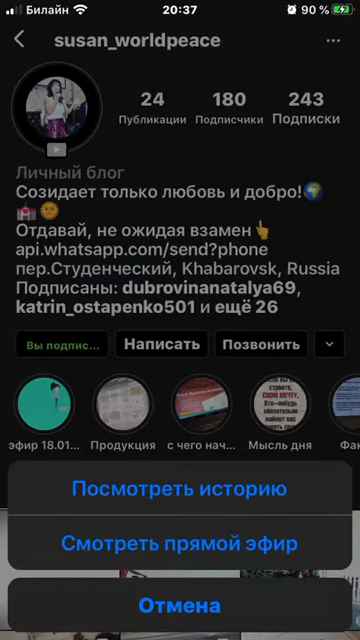 Билайн 20:37 90 %
susan_worldpeace
24 180 243
Публикации Подписчики Подписки
Личный блог
Созидает только любовь и добро!🌍
💒🌞
Отдавай, не ожидая взамен👆
api.whatsapp.com/send?phone
пер.Студенческий, Khabarovsk, Russia
Подписаны: dubrovinanatalya69,
katrin_ostapenko501 и ещё 26
Вы подпис... Написать Позвонить
эфир 18.01... Продукция с чего нач... Мысль дня
Посмотреть историю
Смотреть прямой эфир
Отмена